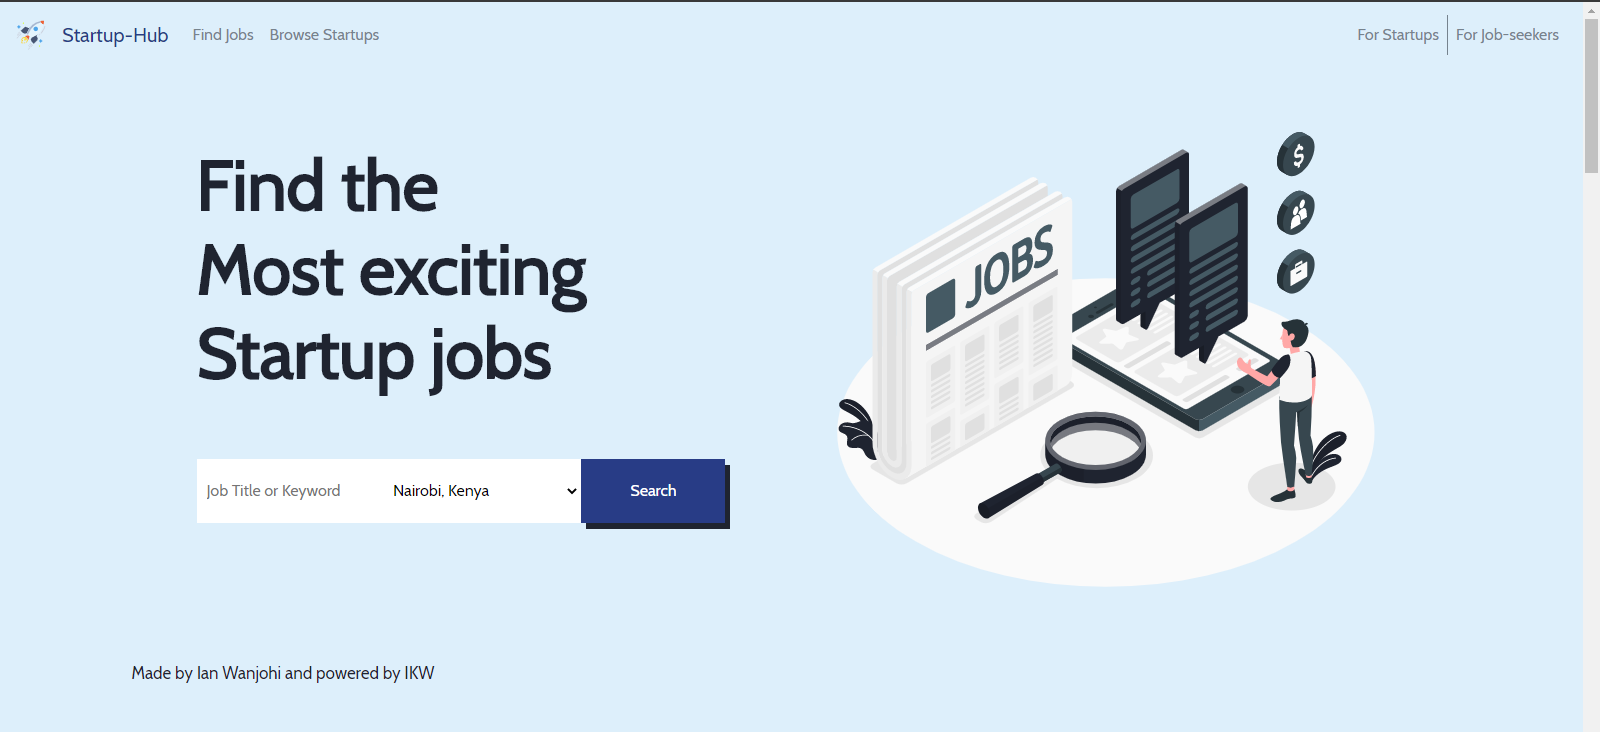 Startup-Hub Find Jobs Browse Startups For Startups For Job-seekers
Find the
Most exciting
Startup jobs
JOBS
$
Job Title or Keyword Nairobi, Kenya Search
Made by Ian Wanjohi and powered by IKW